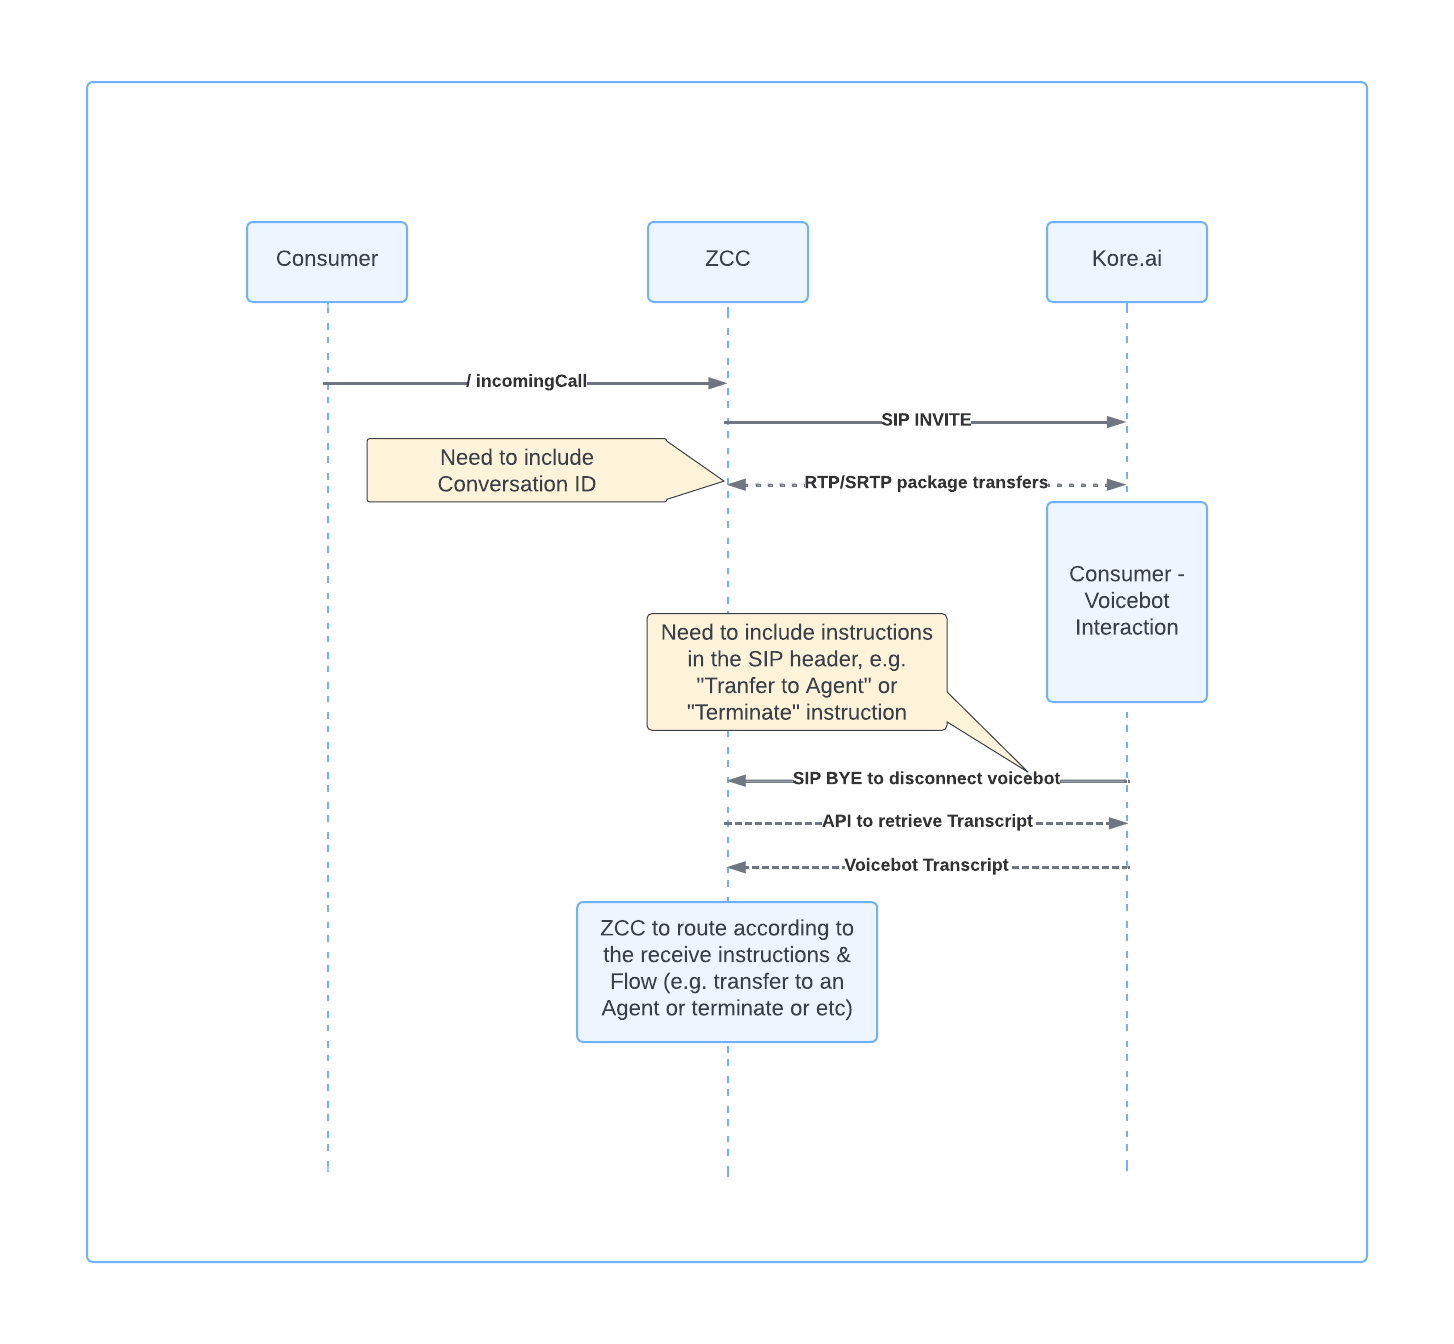 Consumer
ZCC
Kore.ai
/ incomingCall
SIP INVITE
Need to include
Conversation ID
RTP/SRTP package transfers
Consumer -
Voicebot
Interaction
Need to include instructions
in the SIP header, e.g.
"Tranfer to Agent" or
"Terminate" instruction
SIP BYE to disconnect voicebot
API to retrieve Transcript
Voicebot Transcript
ZCC to route according to
the receive instructions &
Flow (e.g. transfer to an
Agent or terminate or etc)